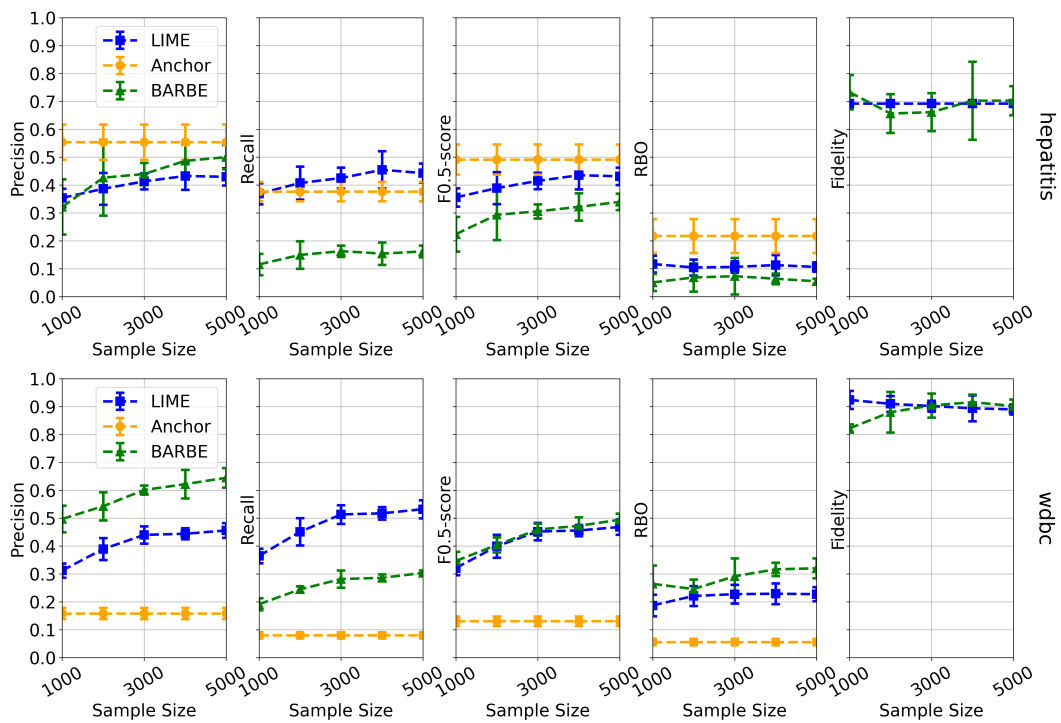 1.0
0.9
0.8
0.7
0.6
0.5
0.4
0.3
0.2
0.1
0.0
Precision
LIME
Anchor
BARBE
1000
3000
5000
Sample Size
Recall
1000
3000
5000
Sample Size
F0.5-score
1000
3000
5000
Sample Size
RBO
1000
3000
5000
Sample Size
Fidelity
1000
3000
5000
Sample Size
hepatitis
1.0
0.9
0.8
0.7
0.6
0.5
0.4
0.3
0.2
0.1
0.0
Precision
LIME
Anchor
BARBE
1000
3000
5000
Sample Size
Recall
1000
3000
5000
Sample Size
F0.5-score
1000
3000
5000
Sample Size
RBO
1000
3000
5000
Sample Size
Fidelity
1000
3000
5000
Sample Size
wdbc